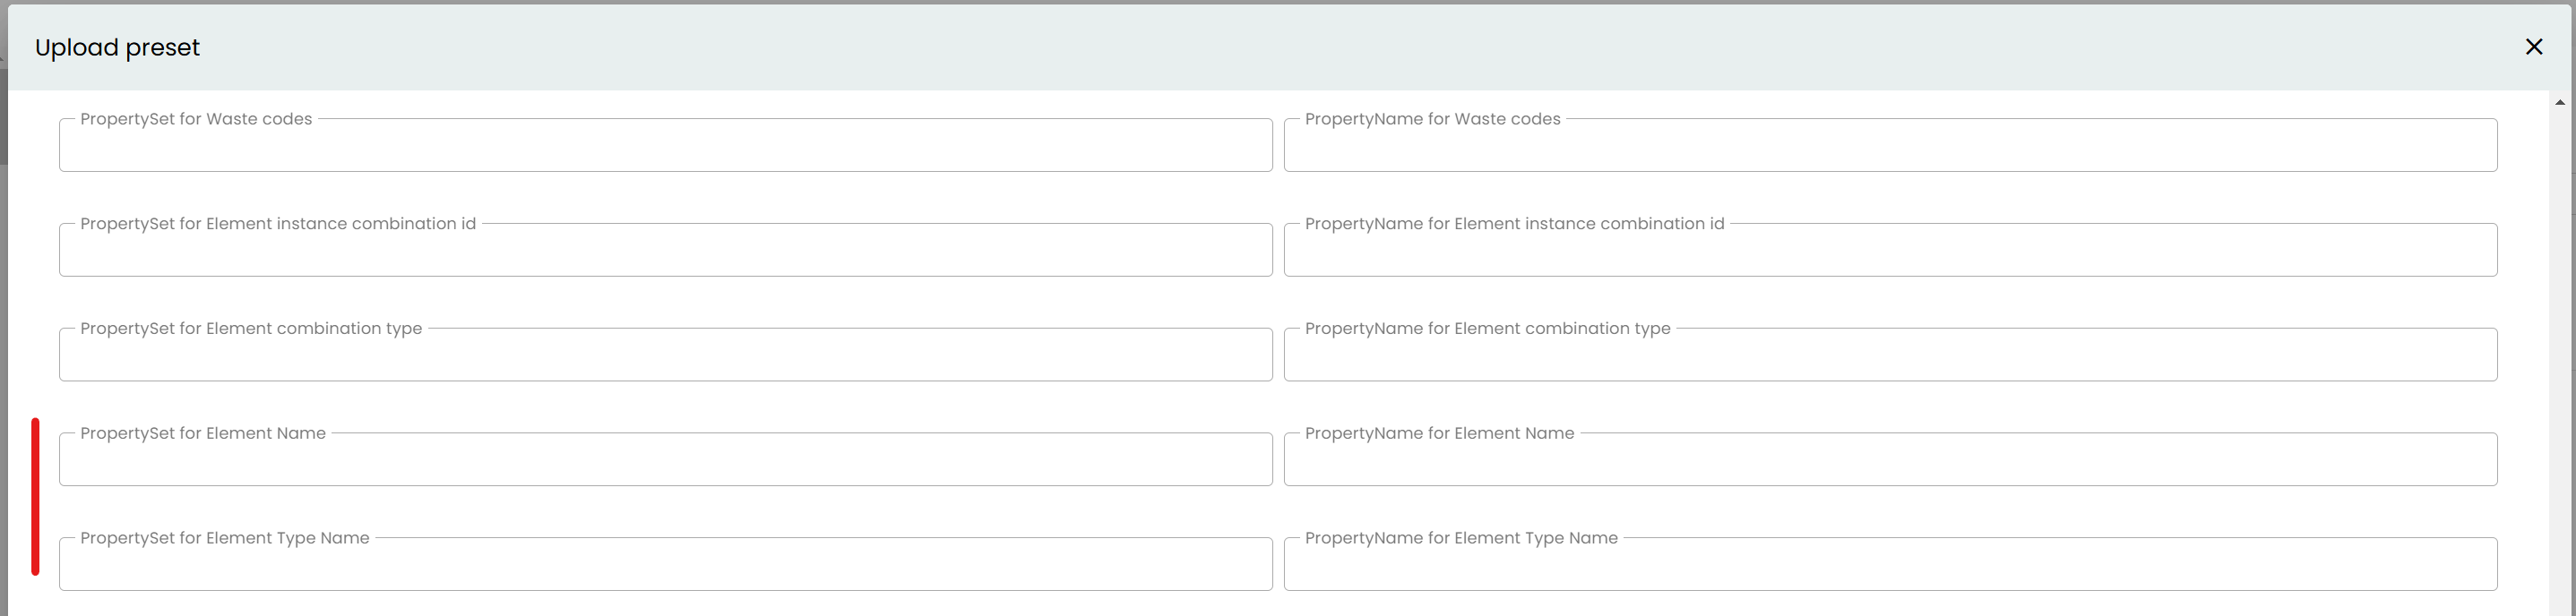 Upload preset
PropertySet for Waste codes
PropertyName for Waste codes
PropertySet for Element instance combination id
PropertyName for Element instance combination id
PropertySet for Element combination type
PropertyName for Element combination type
PropertySet for Element Name
PropertyName for Element Name
PropertySet for Element Type Name
PropertyName for Element Type Name